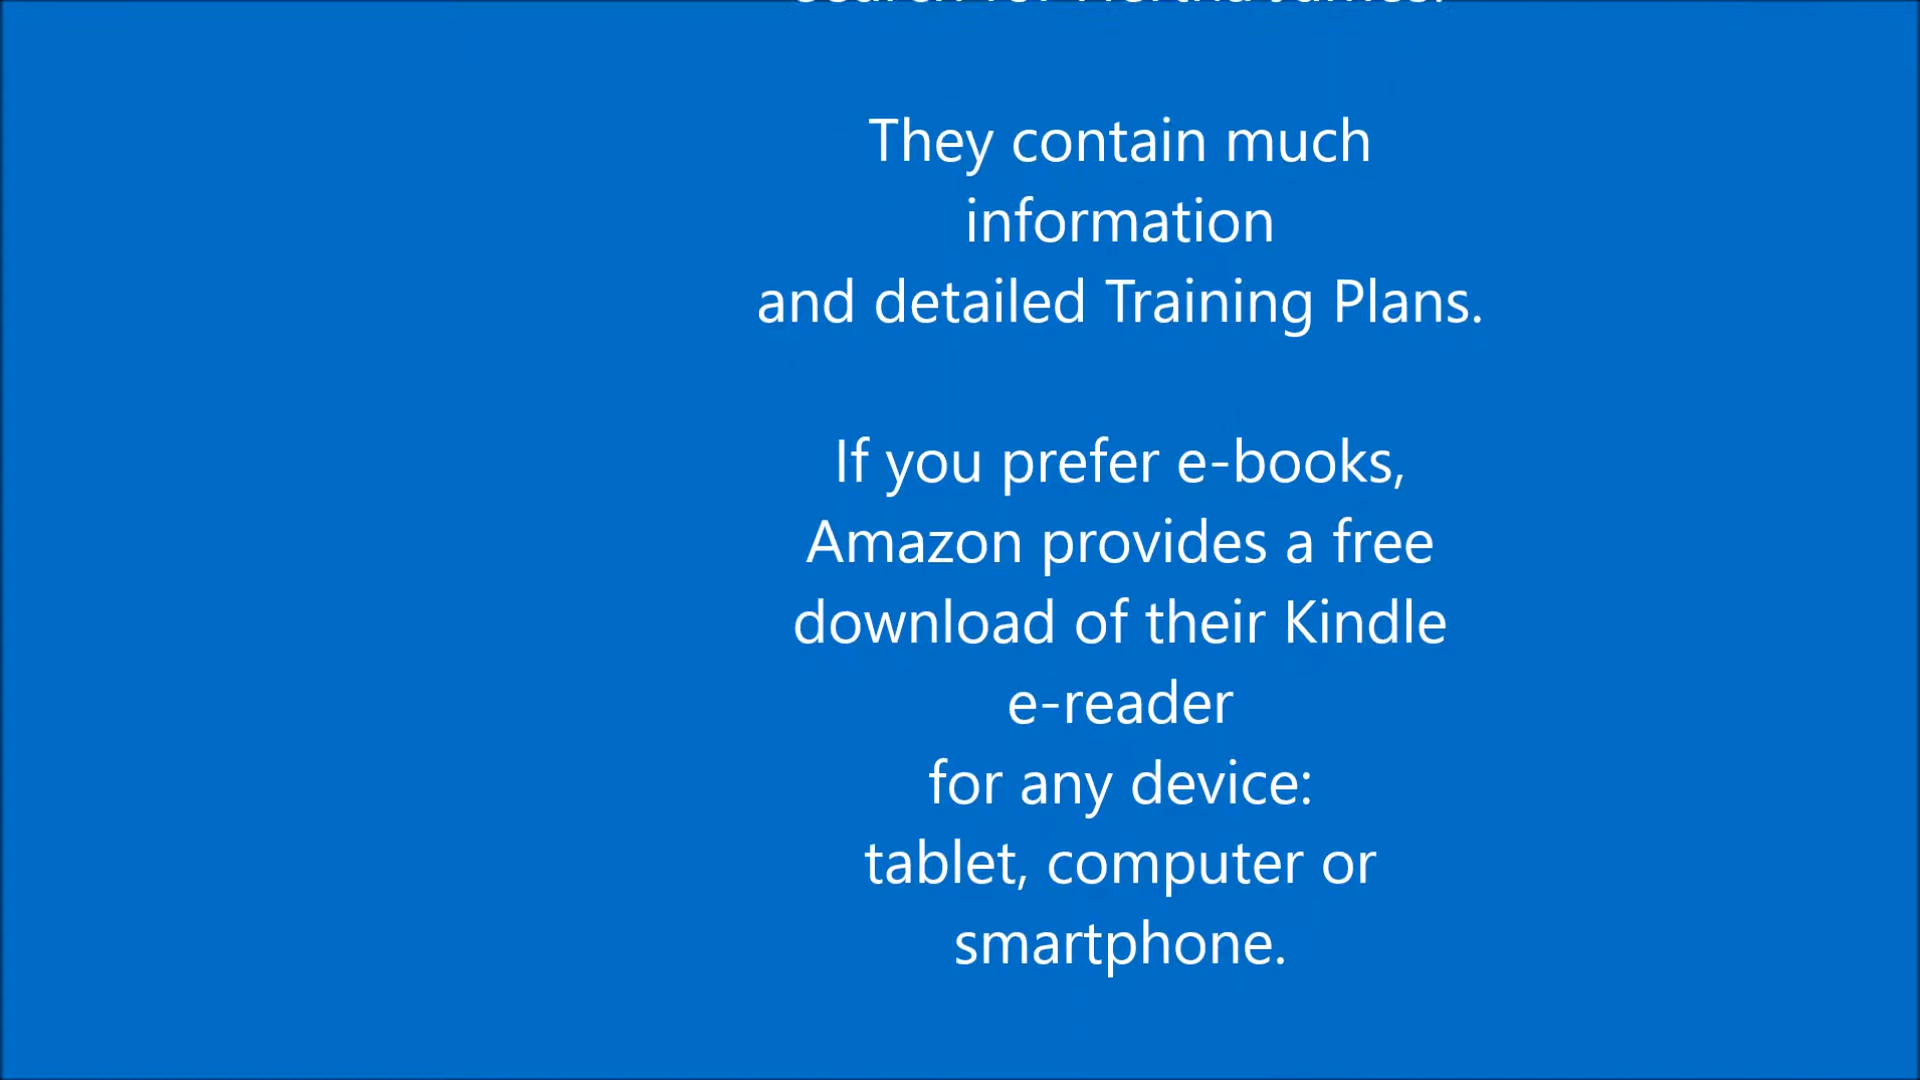 They contain much
information
and detailed Training Plans.
If you prefer e-books,
Amazon provides a free
download of their Kindle
e-reader
for any device:
tablet, computer or
smartphone.